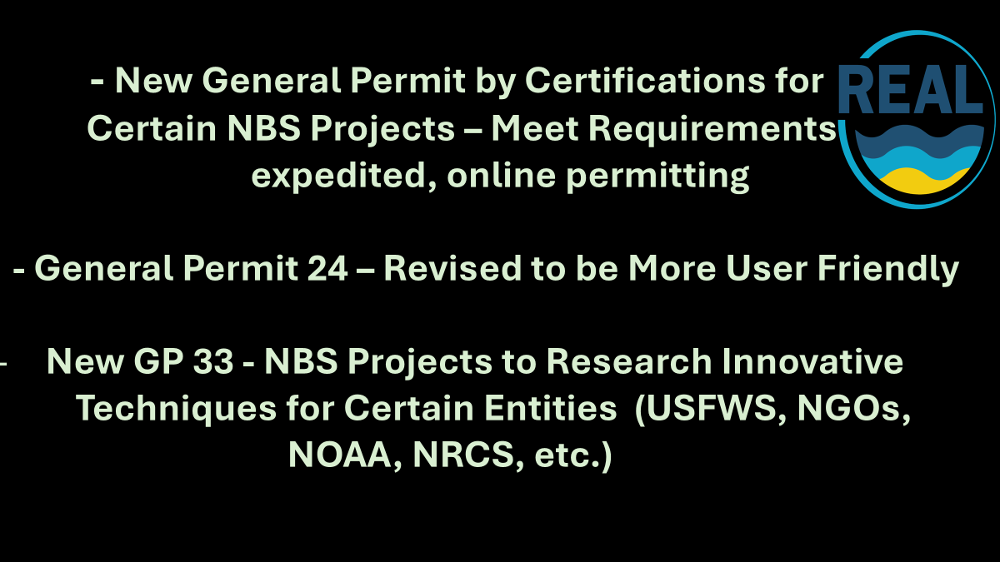 - New General Permit by Certifications for
Certain NBS Projects – Meet Requirements
expedited, online permitting
REAL
- General Permit 24 – Revised to be More User Friendly
- New GP 33 - NBS Projects to Research Innovative
Techniques for Certain Entities (USFWS, NGOs,
NOAA, NRCS, etc.)